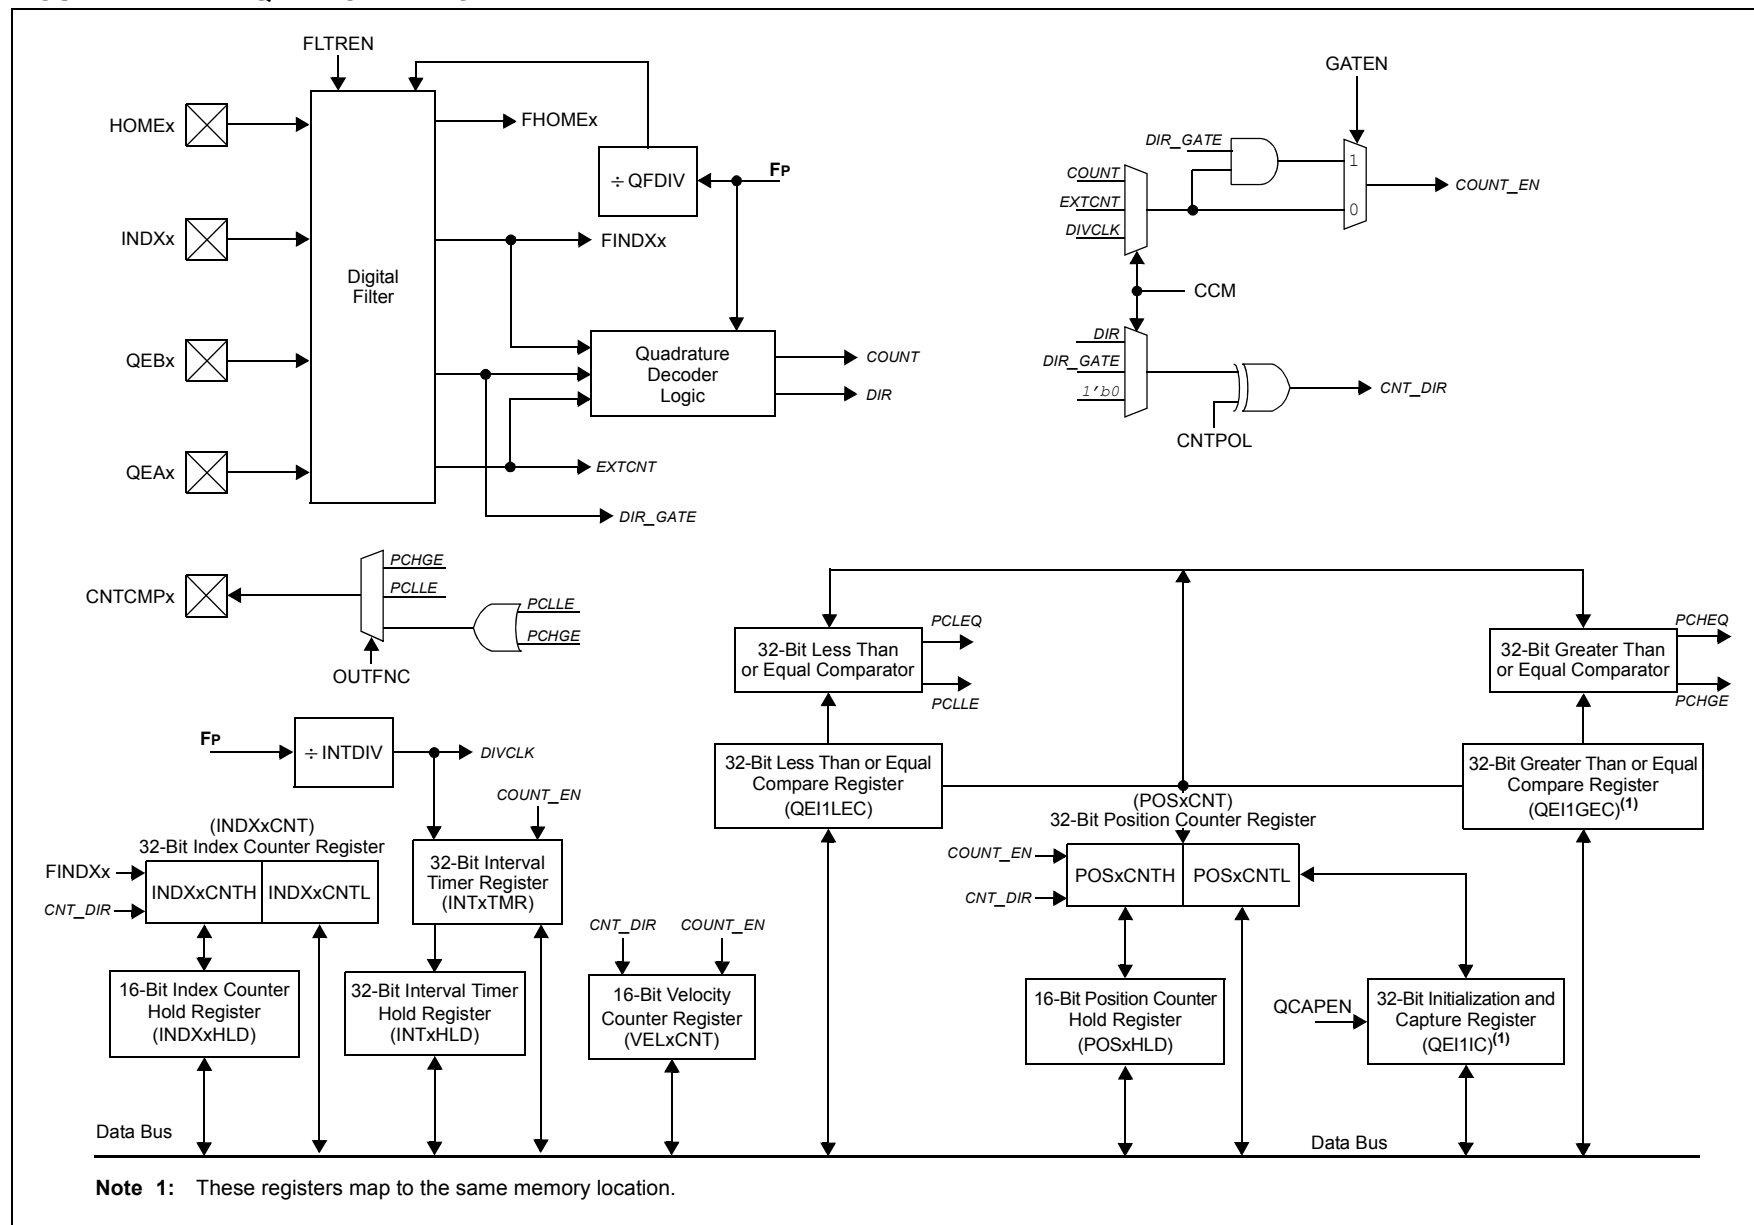 FLTREN
HOMEx
FHOMEx
÷ QFDIV
FP
INDXx
FINDXx
Digital
Filter
QEBx
Quadrature
Decoder
Logic
COUNT
DIR
QEAx
EXTCNT
DIR_GATE
GATEN
DIR_GATE
COUNT
EXTCNT
DIVCLK
1
0
COUNT_EN
CCM
DIR
DIR_GATE
1'b0
CNT_DIR
CNTPOL
CNTCMPx
PCHGE
PCLLE
PCLLE
PCHGE
OUTFNC
FP
÷ INTDIV
DIVCLK
COUNT_EN
(INDXxCNT)
32-Bit Index Counter Register
FINDXx
CNT_DIR
INDXxCNTH
INDXxCNTL
32-Bit Interval
Timer Register
(INTxTMR)
16-Bit Index Counter
Hold Register
(INDXxHLD)
32-Bit Interval Timer
Hold Register
(INTxHLD)
CNT_DIR
COUNT_EN
16-Bit Velocity
Counter Register
(VELxCNT)
32-Bit Less Than
or Equal Comparator
PCLEQ
PCLLE
32-Bit Greater Than
or Equal Comparator
PCHEQ
PCHGE
32-Bit Less Than or Equal
Compare Register
(QEI1LEC)
32-Bit Greater Than or Equal
Compare Register
(QEI1GEC)(1)
(POSxCNT)
32-Bit Position Counter Register
COUNT_EN
CNT_DIR
POSxCNTH
POSxCNTL
16-Bit Position Counter
Hold Register
(POSxHLD)
QCAPEN
32-Bit Initialization and
Capture Register
(QEI1IC)(1)
Data Bus
Data Bus
Note 1: These registers map to the same memory location.